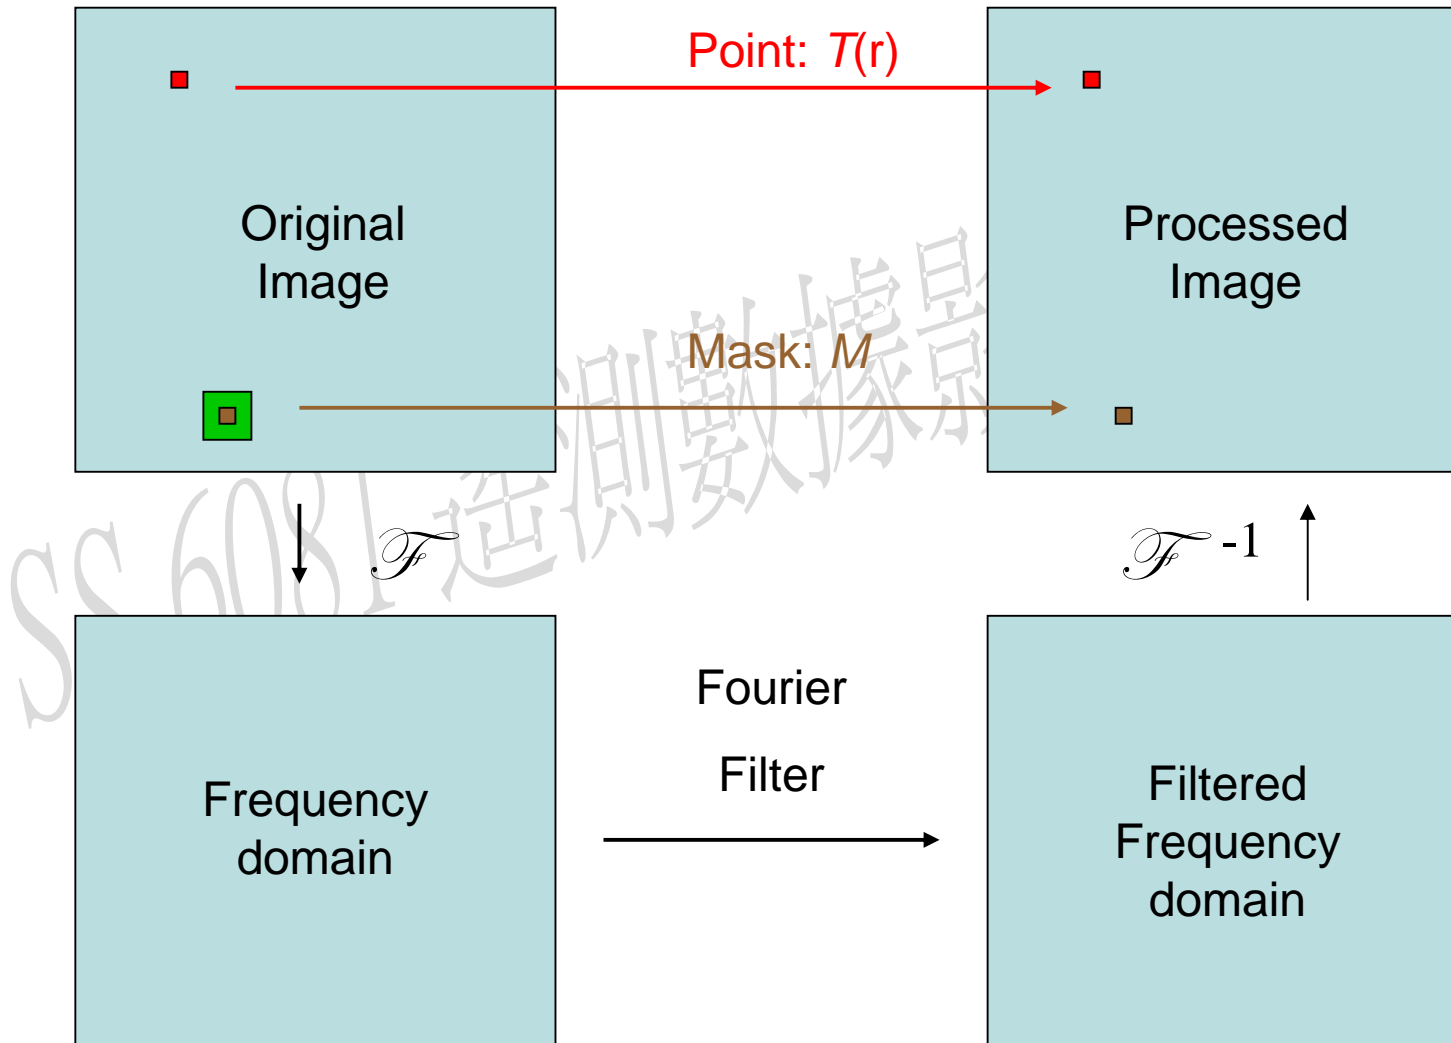 Point: T(r)
Original
Image
Processed
Image
Mask: M
SS 6081 遙測數據影
ℱ
ℱ -1
Fourier
Filter
Frequency
domain
Filtered
Frequency
domain